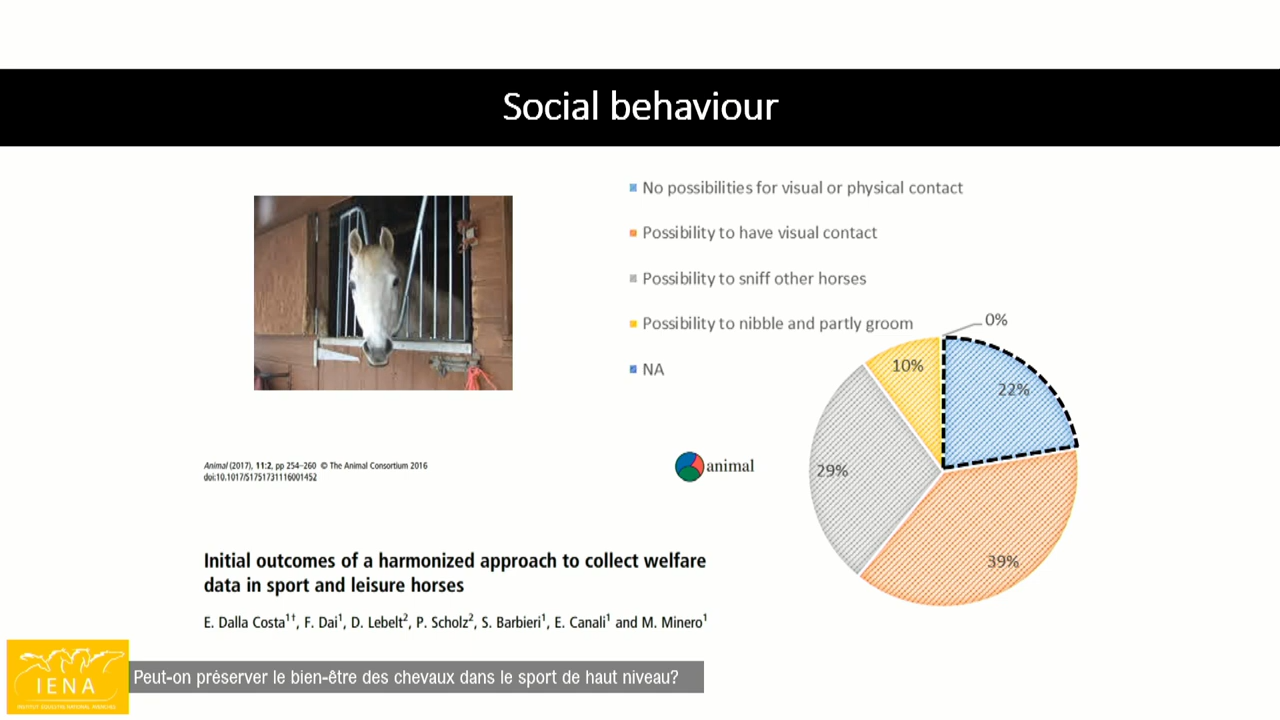 Social behaviour
No possibilities for visual or physical contact
Possibility to have visual contact
Possibility to sniff other horses
Possibility to nibble and partly groom
NA
0%
10%
22%
29%
39%
Animal (2017), 11:2, pp 254–260 © The Animal Consortium 2016
doi:10.1017/S1751731116001452
animal
Initial outcomes of a harmonized approach to collect welfare
data in sport and leisure horses
E. Dalla Costa1†, F. Dai1, D. Lebelt2, P. Scholz2, S. Barbieri1, E. Canali1 and M. Minero1
IENA
Peut-on préserver le bien-être des chevaux dans le sport de haut niveau?